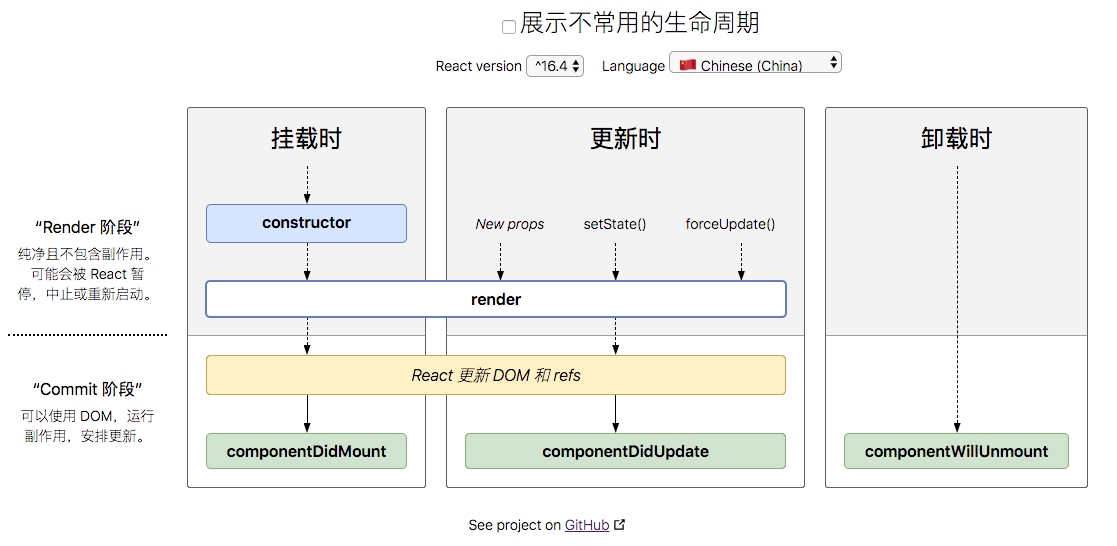 展示不常用的生命周期
React version ^16.4 Language 🇨🇳 Chinese (China)
挂载时
更新时
卸载时
“Render 阶段”
纯净且不包含副作用。
可能会被 React 暂
停，中止或重新启动。
constructor
New props
setState()
forceUpdate()
render
“Commit 阶段”
可以使用 DOM，运行
副作用，安排更新。
React 更新 DOM 和 refs
componentDidMount
componentDidUpdate
componentWillUnmount
See project on GitHub